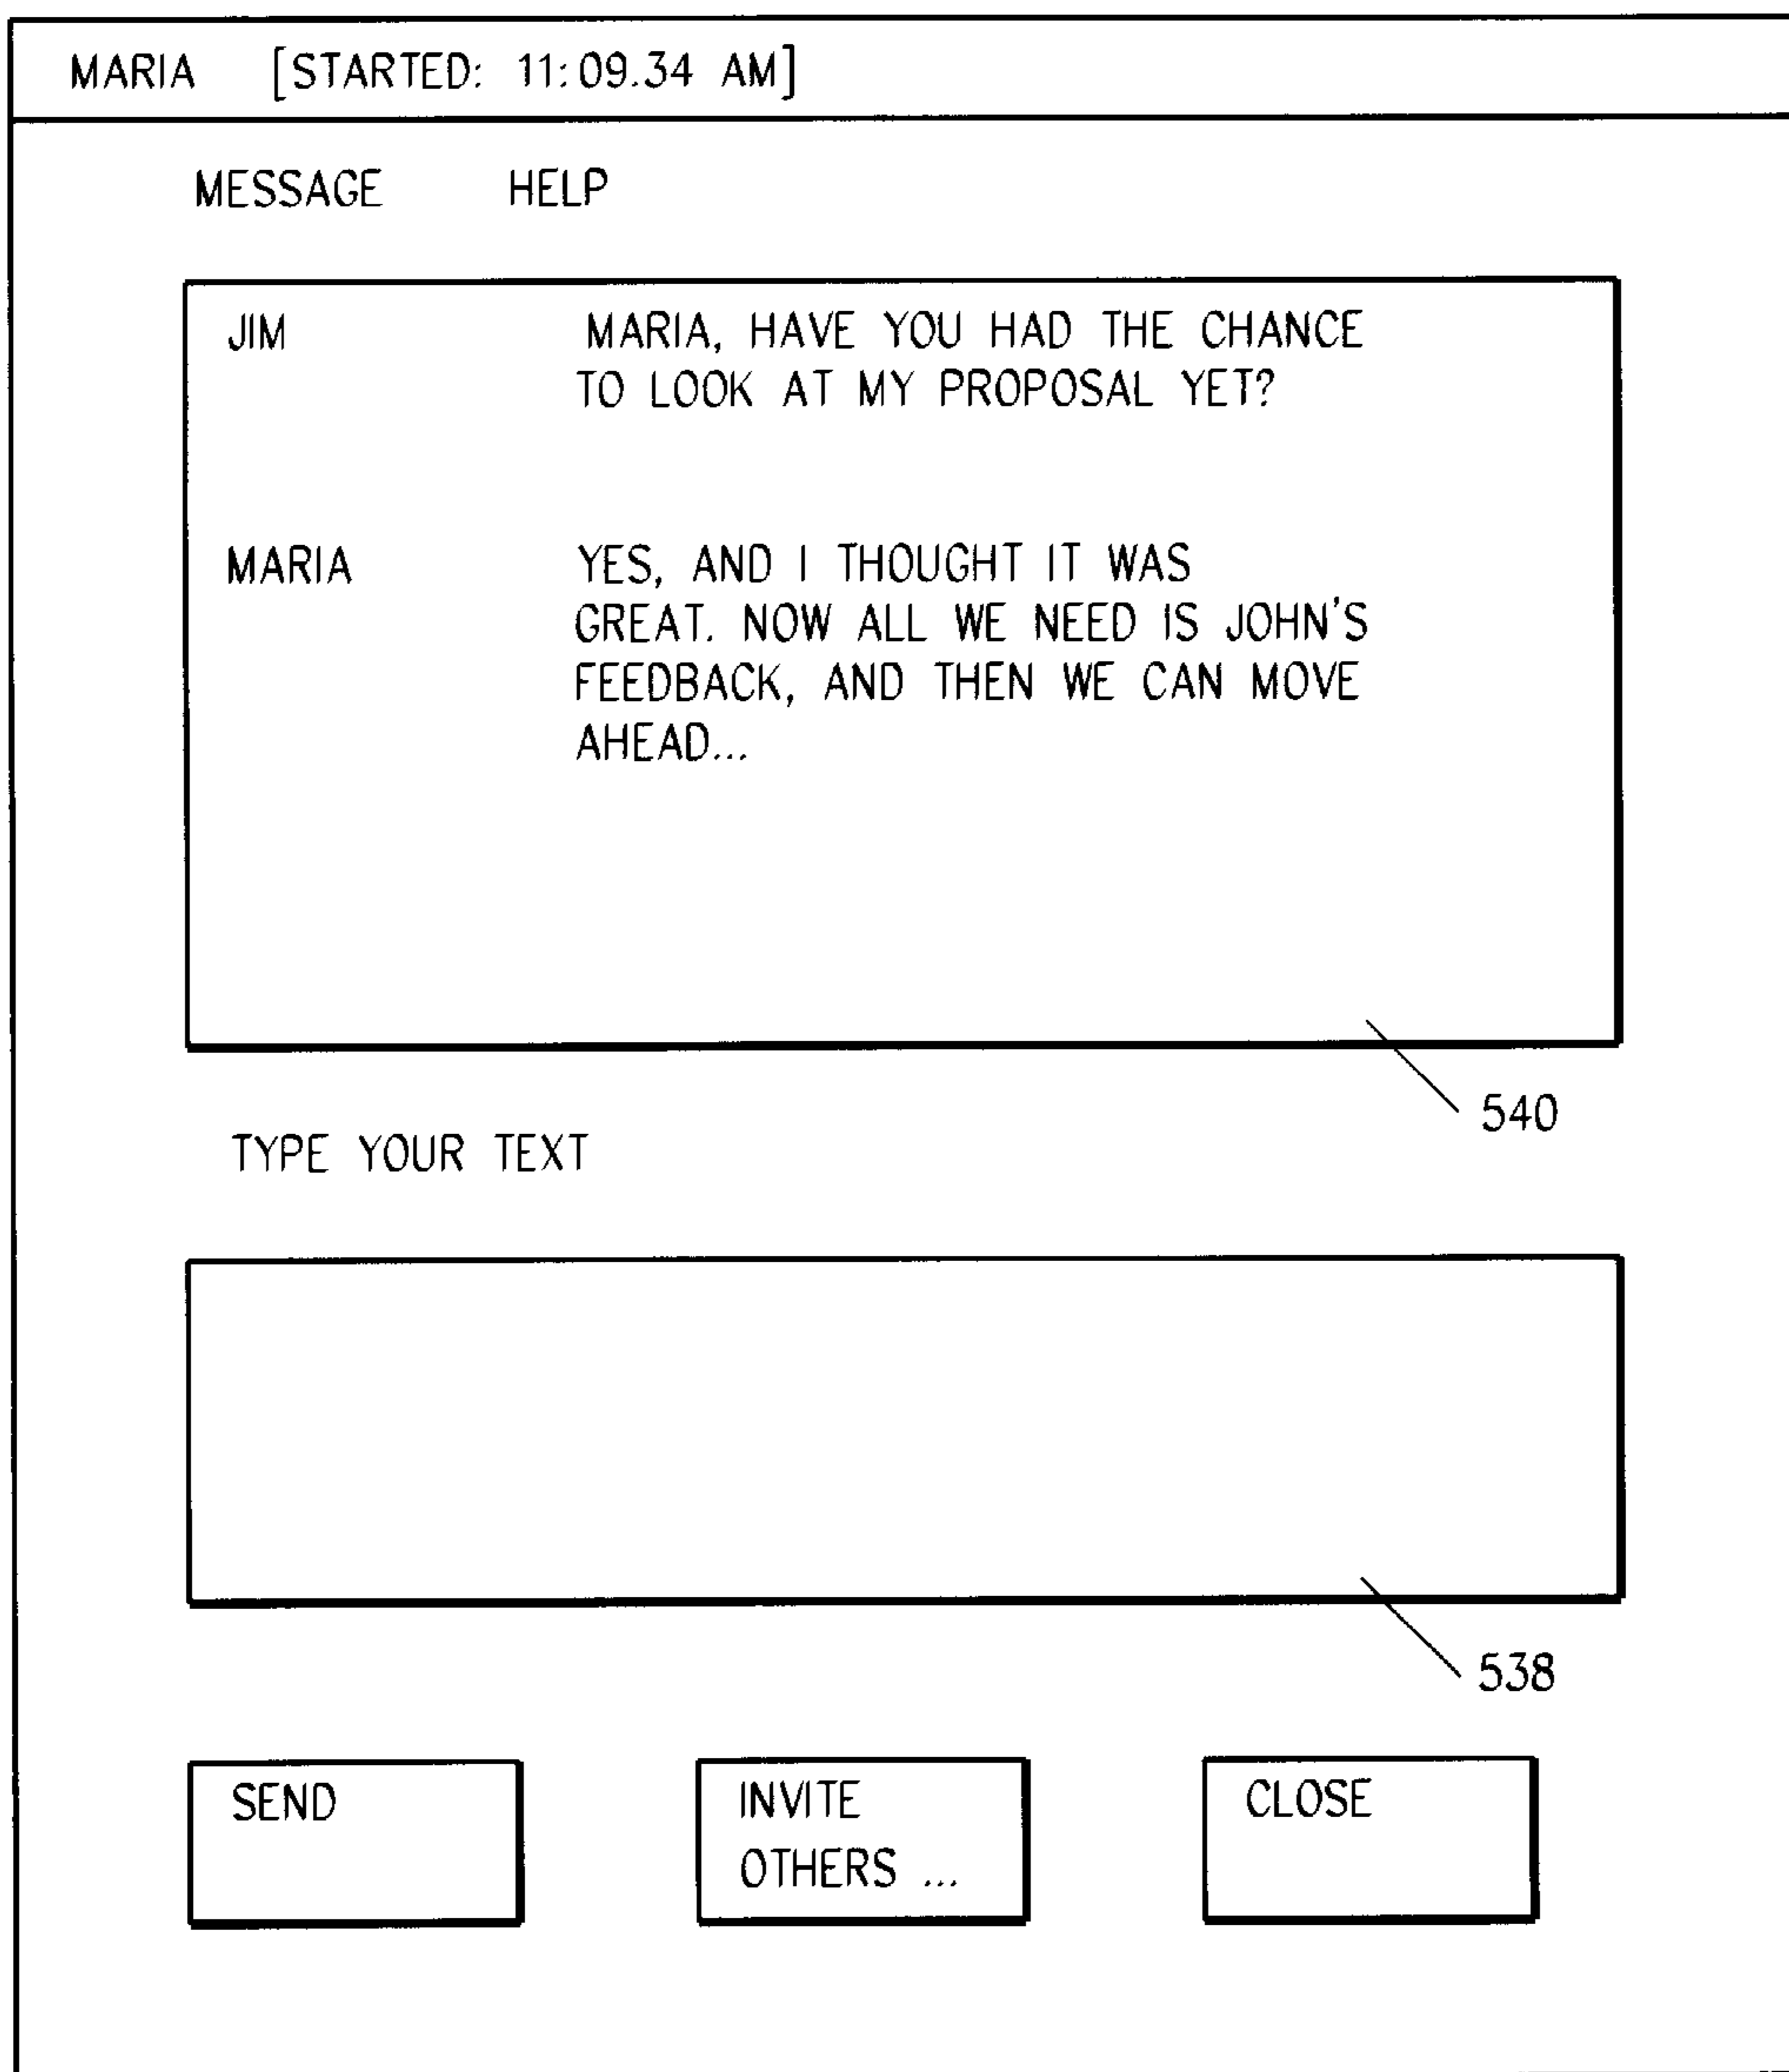 MARIA [STARTED: 11:09.34 AM]
MESSAGE HELP
JIM MARIA, HAVE YOU HAD THE CHANCE
TO LOOK AT MY PROPOSAL YET?
MARIA YES, AND I THOUGHT IT WAS
GREAT. NOW ALL WE NEED IS JOHN'S
FEEDBACK, AND THEN WE CAN MOVE
AHEAD...
540
TYPE YOUR TEXT
538
SEND
INVITE
OTHERS ...
CLOSE